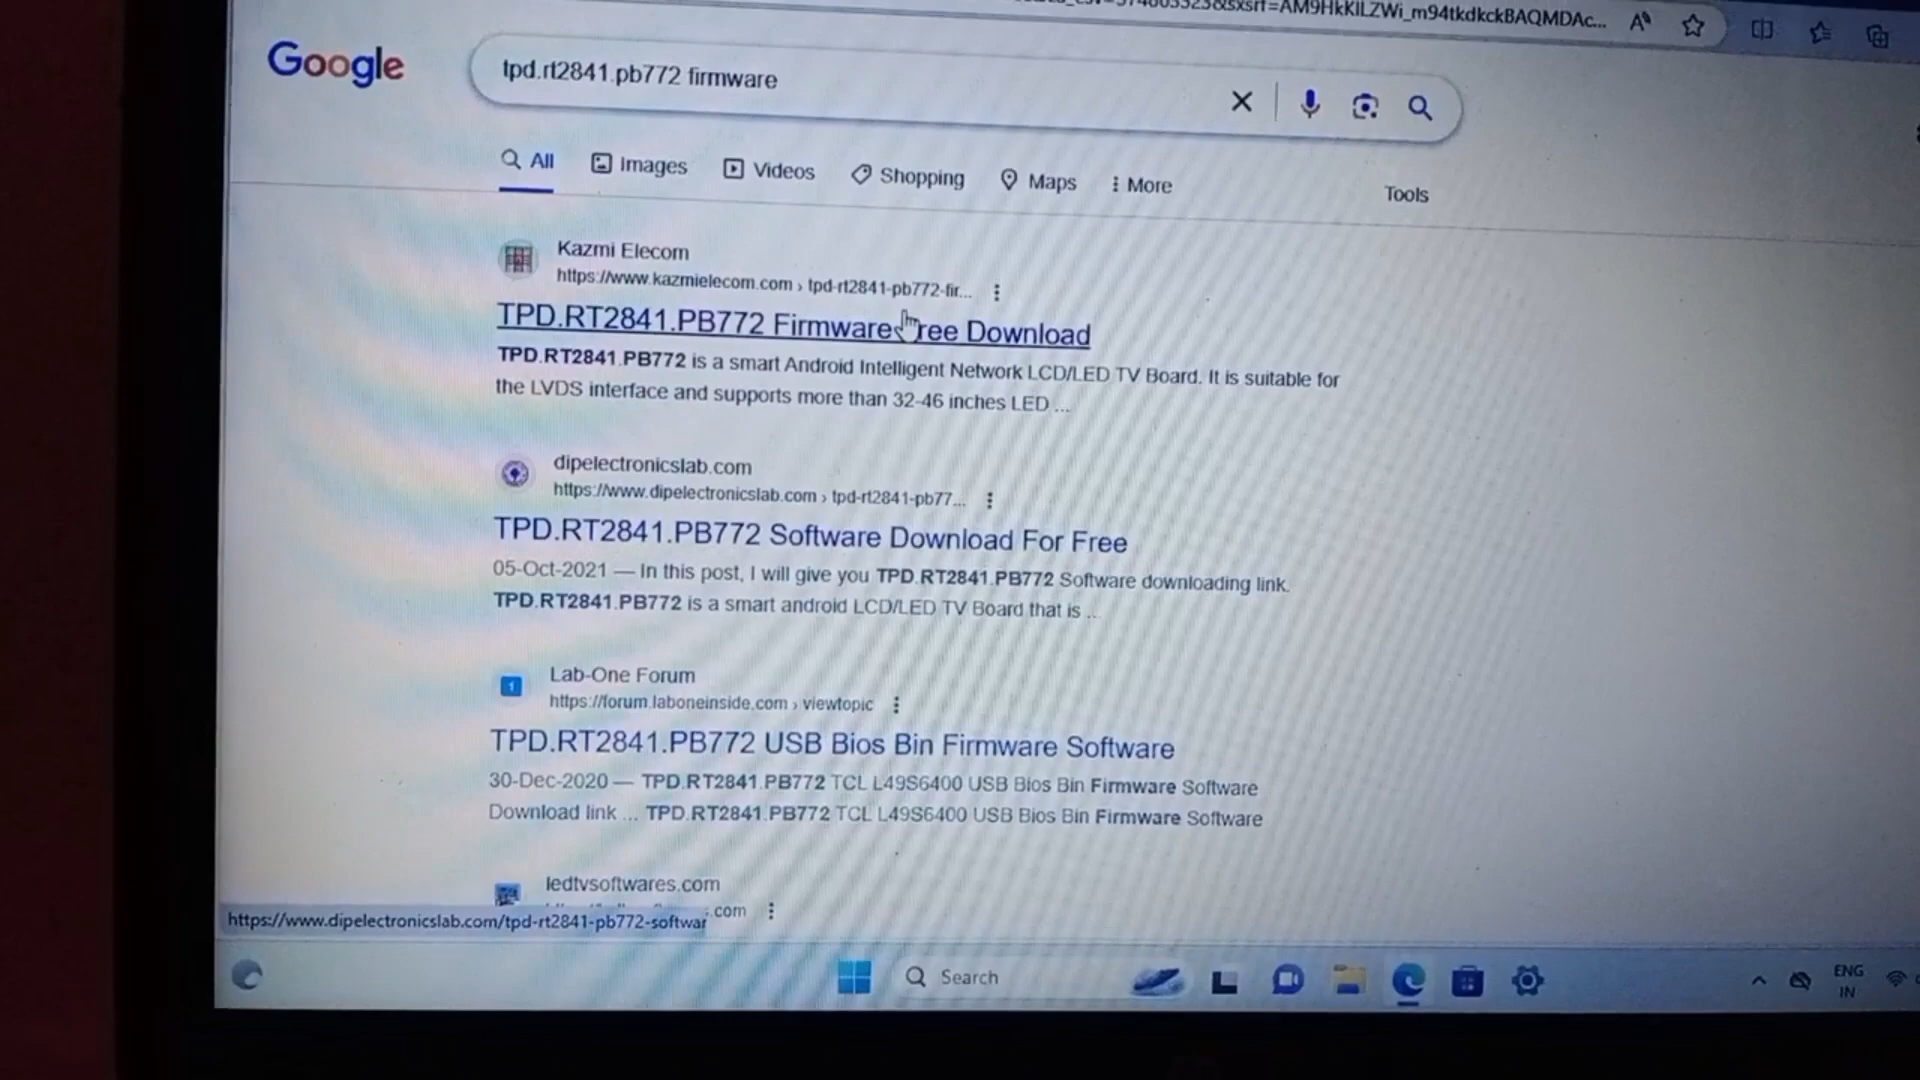 Google
tpd.rt2841.pb772 firmware
All Images Videos Shopping Maps More Tools
Kazmi Elecom
https://www.kazmielecom.com › tpd-rt2841-pb772-fir...
TPD.RT2841.PB772 Firmware Free Download
TPD.RT2841.PB772 is a smart Android Intelligent Network LCD/LED TV Board. It is suitable for
the LVDS interface and supports more than 32-46 inches LED ...
dipelectronicslab.com
https://www.dipelectronicslab.com › tpd-rt2841-pb77...
TPD.RT2841.PB772 Software Download For Free
05-Oct-2021 — In this post, I will give you TPD.RT2841.PB772 Software downloading link.
TPD.RT2841.PB772 is a smart android LCD/LED TV Board that is ...
Lab-One Forum
https://forum.laboneinside.com › viewtopic
TPD.RT2841.PB772 USB Bios Bin Firmware Software
30-Dec-2020 — TPD.RT2841.PB772 TCL L49S6400 USB Bios Bin Firmware Software
Download link ... TPD.RT2841.PB772 TCL L49S6400 USB Bios Bin Firmware Software
ledtvsoftwares.com
.com
https://www.dipelectronicslab.com/tpd-rt2841-pb772-softwar
Search
ENG
IN